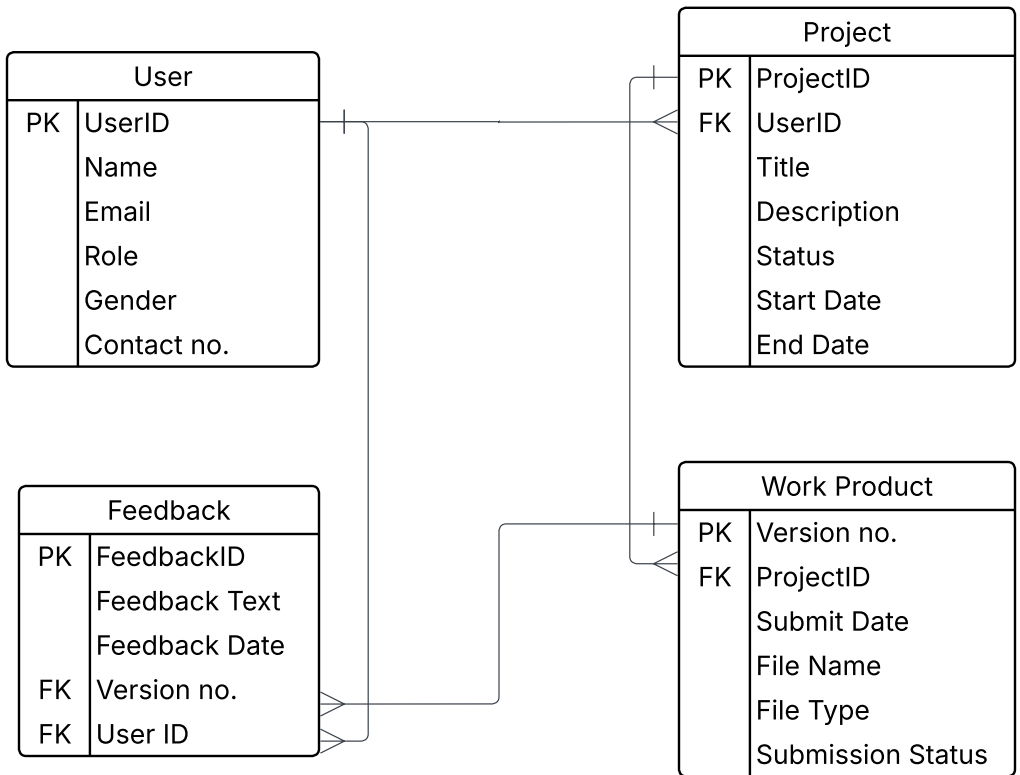 User
PK UserID
Name
Email
Role
Gender
Contact no.
Project
PK ProjectID
FK UserID
Title
Description
Status
Start Date
End Date
Feedback
PK FeedbackID
Feedback Text
Feedback Date
FK Version no.
FK User ID
Work Product
PK Version no.
FK ProjectID
Submit Date
File Name
File Type
Submission Status